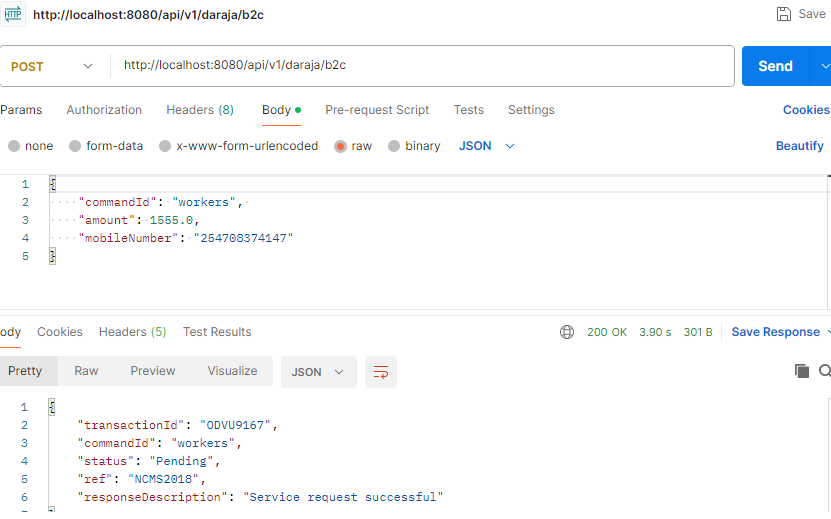 HTTP http://localhost:8080/api/v1/daraja/b2c Save
POST http://localhost:8080/api/v1/daraja/b2c Send
Params Authorization Headers (8) Body Pre-request Script Tests Settings Cookies
none form-data x-www-form-urlencoded raw binary JSON Beautify
1 {
2 "commandId": "workers",
3 "amount": 1555.0,
4 "mobileNumber": "254708374147"
5 }
ody Cookies Headers (5) Test Results 200 OK 3.90 s 301 B Save Response
Pretty Raw Preview Visualize JSON
1 {
2 "transactionId": "ODVU9167",
3 "commandId": "workers",
4 "status": "Pending",
5 "ref": "NCMS2018",
6 "responseDescription": "Service request successful"